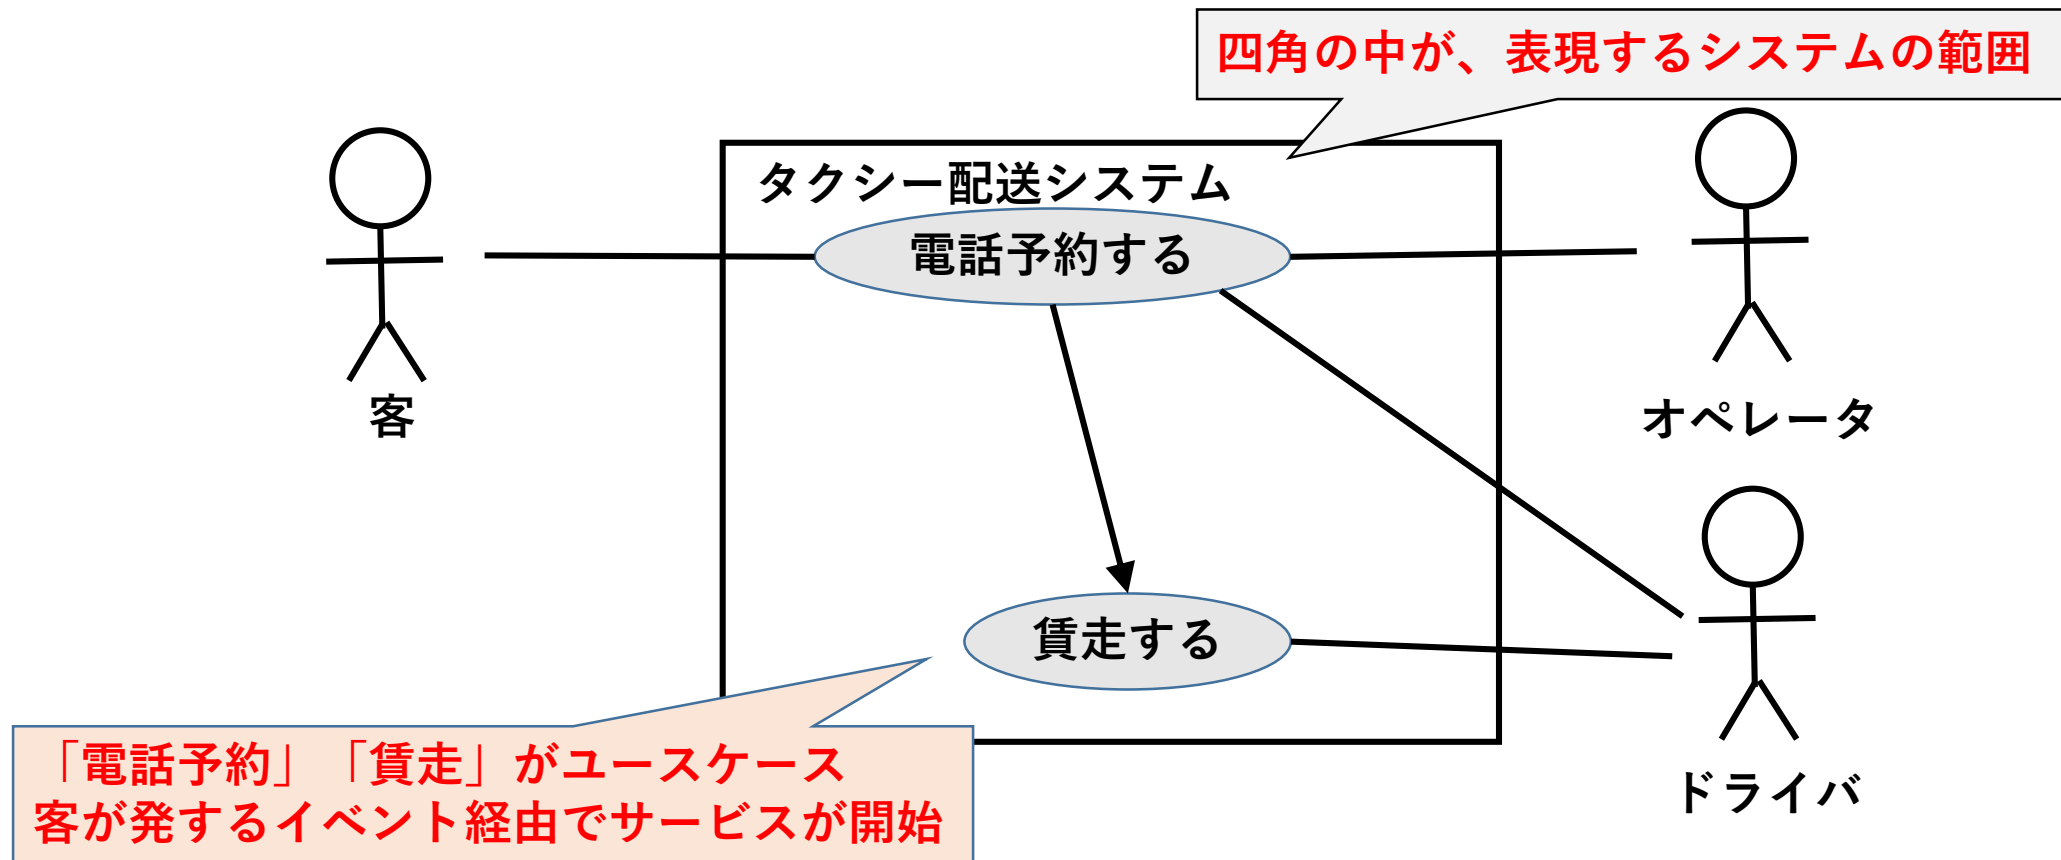 四角の中が、表現するシステムの範囲
タクシー配送システム
電話予約する
客
オペレータ
賃走する
「電話予約」「賃走」がユースケース
客が発するイベント経由でサービスが開始
ドライバ